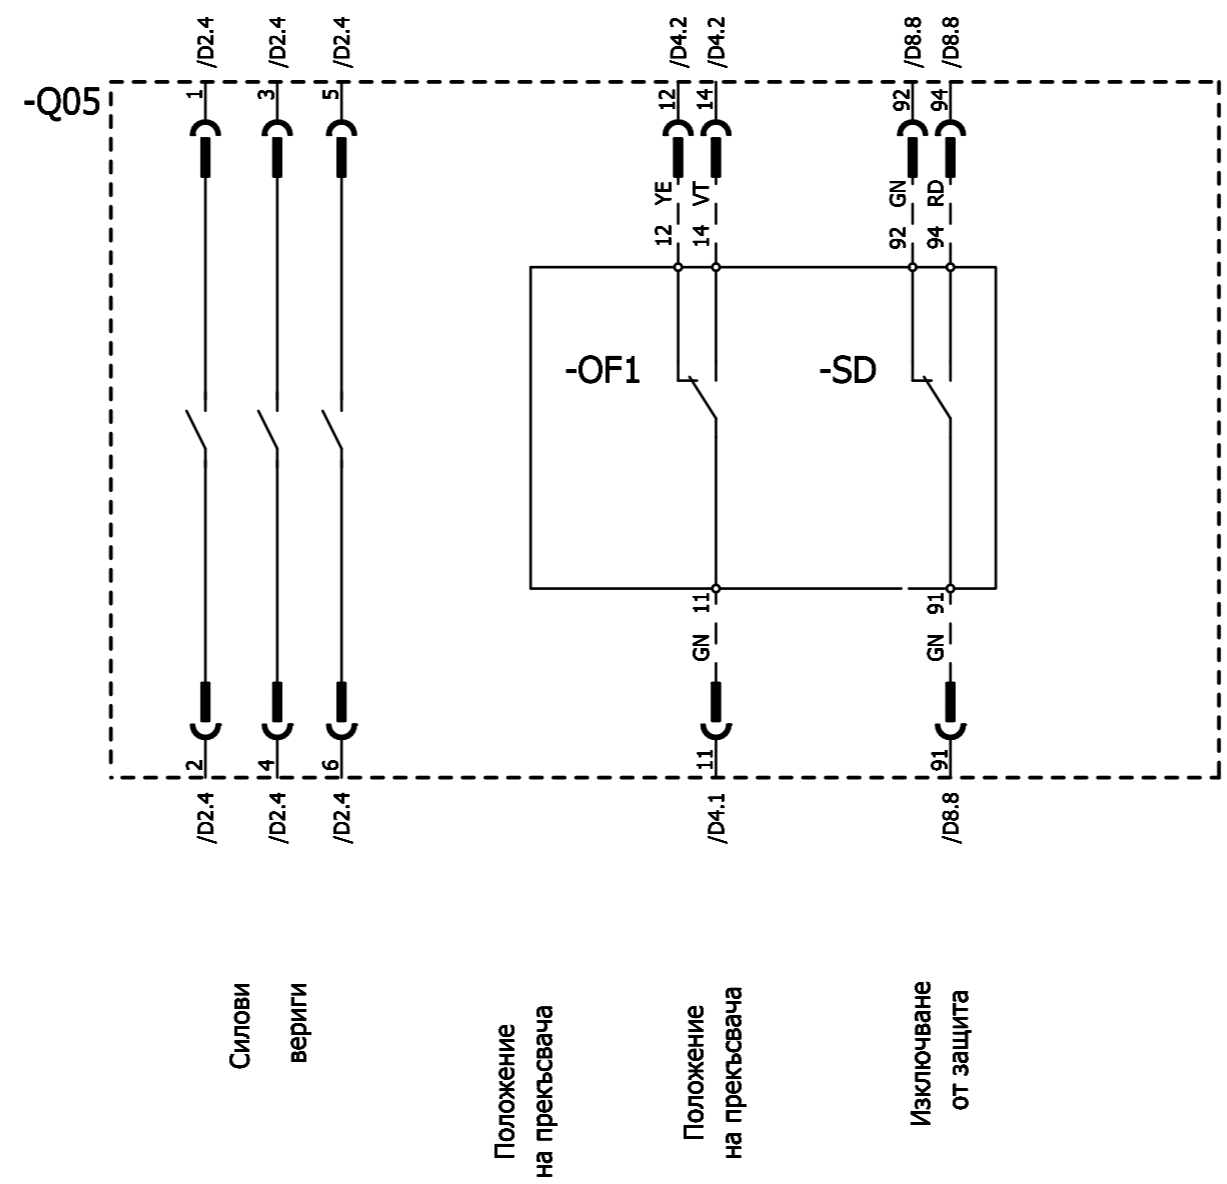 /D2.4 /D2.4 /D2.4 /D4.2 /D4.2 /D8.8 /D8.8
-Q05
1 3 5 12 14 92 94
YE VT GN RD
12 14 92 94
-OF1 -SD
11 91
GN GN
2 4 6 11 91
/D2.4 /D2.4 /D2.4 /D4.1 /D8.8
Силови
вериги
Положение
на прекъсвача
Положение
на прекъсвача
Изключване
от защита